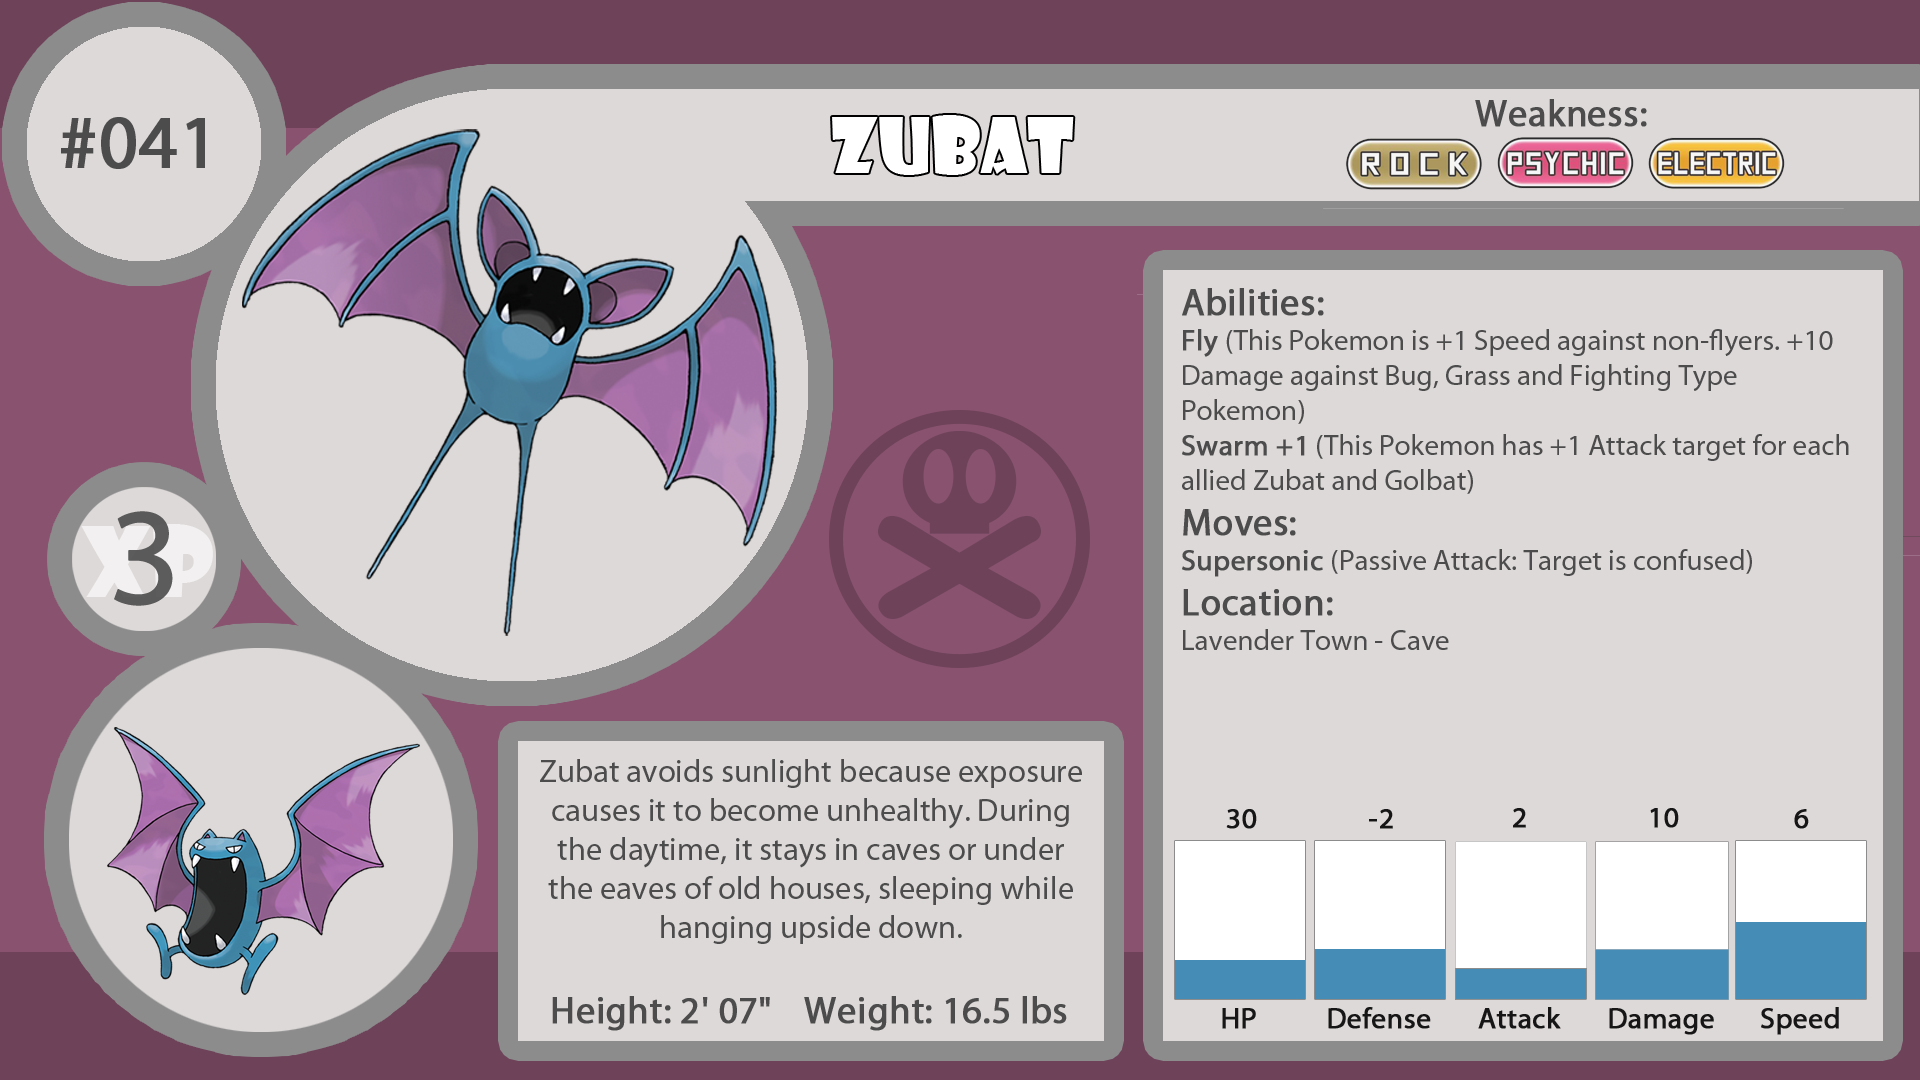 #041
ZUBAT
Weakness:
ROCK PSYCHIC ELECTRIC
Abilities:
Fly (This Pokemon is +1 Speed against non-flyers. +10
Damage against Bug, Grass and Fighting Type
Pokemon)
Swarm +1 (This Pokemon has +1 Attack target for each
allied Zubat and Golbat)
Moves:
Supersonic (Passive Attack: Target is confused)
Location:
Lavender Town - Cave
XP
3
Zubat avoids sunlight because exposure
causes it to become unhealthy. During
the daytime, it stays in caves or under
the eaves of old houses, sleeping while
hanging upside down.
Height: 2' 07" Weight: 16.5 lbs
30 -2 2 10 6
HP Defense Attack Damage Speed